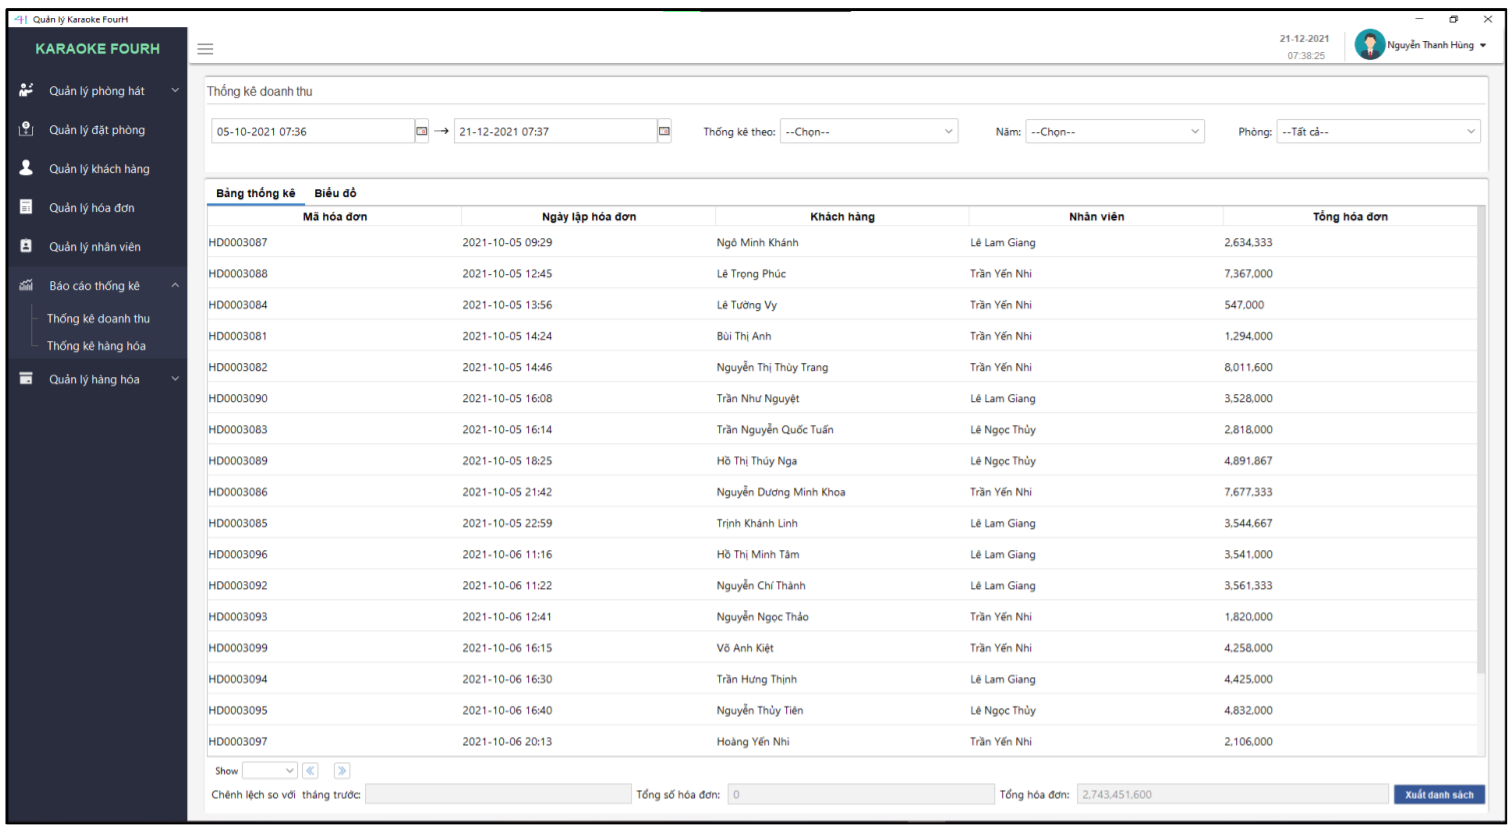 Quản lý Karaoke FourH
KARAOKE FOURH
21-12-2021
07:38:25
Nguyễn Thanh Hùng
Quản lý phòng hát
Quản lý đặt phòng
Quản lý khách hàng
Quản lý hóa đơn
Quản lý nhân viên
Báo cáo thống kê
Thống kê doanh thu
Thống kê hàng hóa
Quản lý hàng hóa
Thống kê doanh thu
05-10-2021 07:36 → 21-12-2021 07:37 Thống kê theo: --Chọn-- Năm: --Chọn-- Phòng: --Tất cả--
Bảng thống kê Biểu đồ
Mã hóa đơn Ngày lập hóa đơn Khách hàng Nhân viên Tổng hóa đơn
HD0003087 2021-10-05 09:29 Ngô Minh Khánh Lê Lam Giang 2,634,333
HD0003088 2021-10-05 12:45 Lê Trọng Phúc Trần Yến Nhi 7,367,000
HD0003084 2021-10-05 13:56 Lê Tường Vy Trần Yến Nhi 547,000
HD0003081 2021-10-05 14:24 Bùi Thị Anh Trần Yến Nhi 1,294,000
HD0003082 2021-10-05 14:46 Nguyễn Thị Thùy Trang Trần Yến Nhi 8,011,600
HD0003090 2021-10-05 16:08 Trần Như Nguyệt Lê Lam Giang 3,528,000
HD0003083 2021-10-05 16:14 Trần Nguyễn Quốc Tuấn Lê Ngọc Thủy 2,818,000
HD0003089 2021-10-05 18:25 Hồ Thị Thúy Nga Lê Ngọc Thủy 4,891,867
HD0003086 2021-10-05 21:42 Nguyễn Dương Minh Khoa Trần Yến Nhi 7,677,333
HD0003085 2021-10-05 22:59 Trịnh Khánh Linh Lê Lam Giang 3,544,667
HD0003096 2021-10-06 11:16 Hồ Thị Minh Tâm Lê Lam Giang 3,541,000
HD0003092 2021-10-06 11:22 Nguyễn Chí Thành Lê Lam Giang 3,561,333
HD0003093 2021-10-06 12:41 Nguyễn Ngọc Thảo Trần Yến Nhi 1,820,000
HD0003099 2021-10-06 16:15 Võ Anh Kiệt Trần Yến Nhi 4,258,000
HD0003094 2021-10-06 16:30 Trần Hưng Thịnh Lê Lam Giang 4,425,000
HD0003095 2021-10-06 16:40 Nguyễn Thủy Tiên Lê Ngọc Thủy 4,832,000
HD0003097 2021-10-06 20:13 Hoàng Yến Nhi Trần Yến Nhi 2,106,000
Show
Chênh lệch so với tháng trước: Tổng số hóa đơn: 0 Tổng hóa đơn: 2,743,451,600 Xuất danh sách